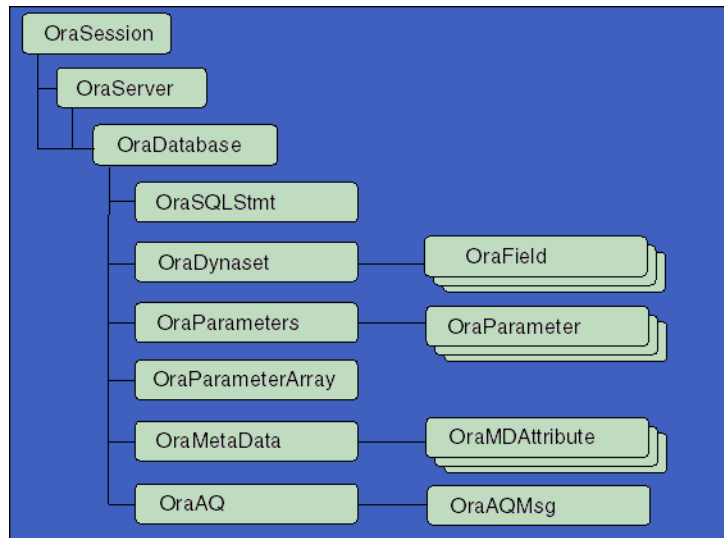 OraSession
OraServer
OraDatabase
OraSQLStmt
OraDynaset
OraField
OraParameters
OraParameter
OraParameterArray
OraMetaData
OraMDAttribute
OraAQ
OraAQMsg